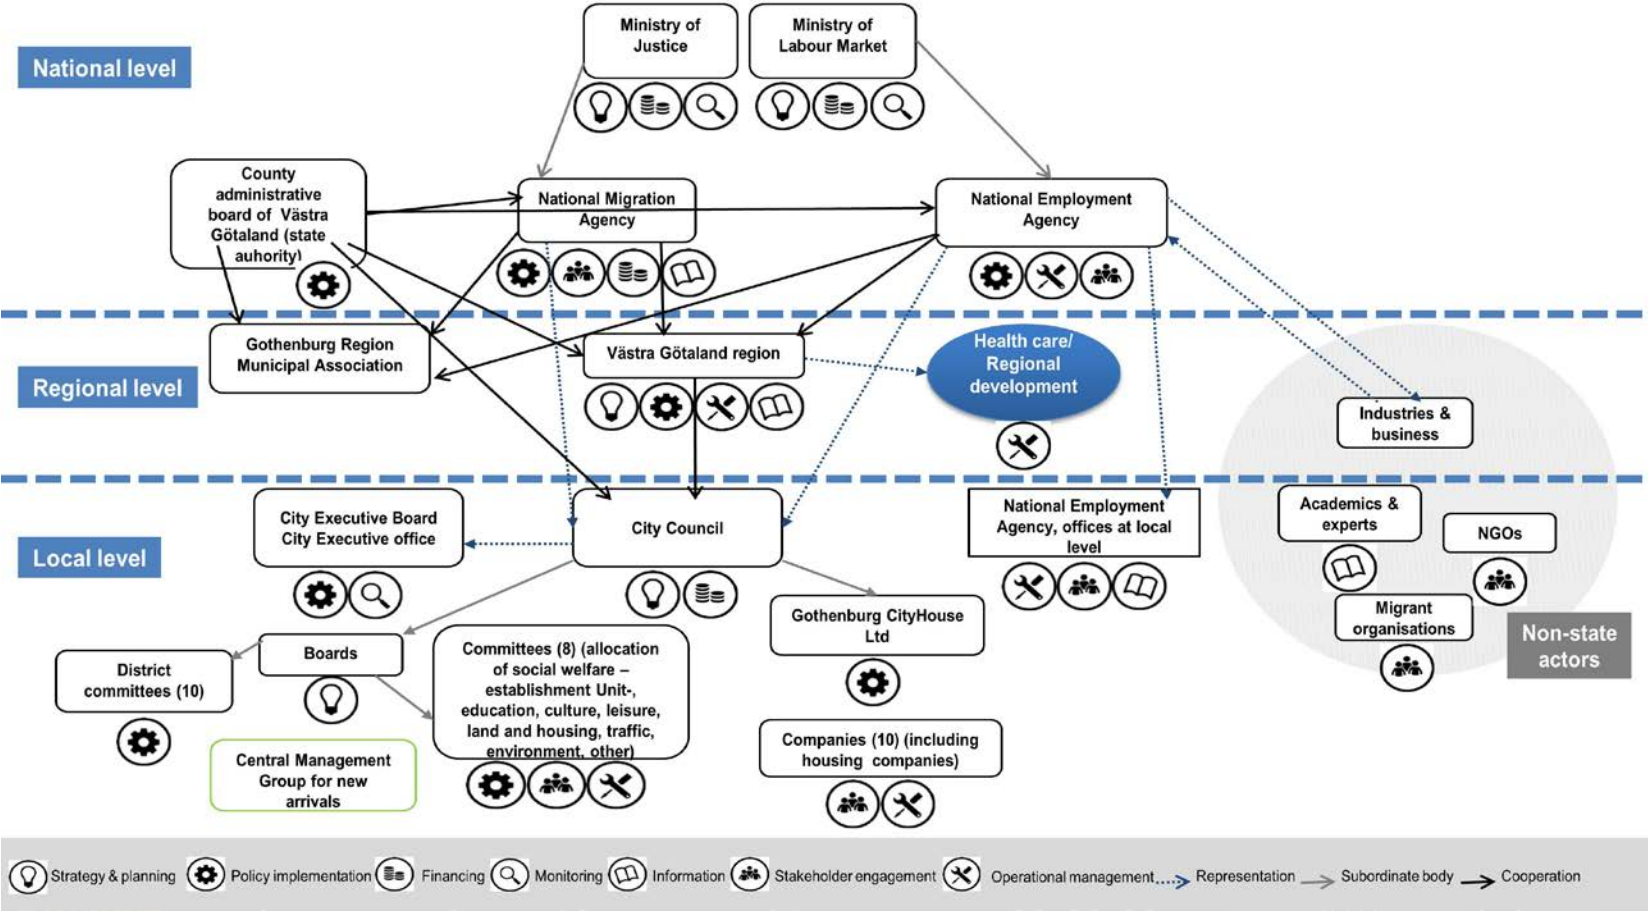 National level
Ministry of
Justice
Ministry of
Labour Market
County
administrative
board of Västra
Götaland (state
auhority)
National Migration
Agency
National Employment
Agency
Regional level
Gothenburg Region
Municipal Association
Västra Götaland region
Health care/
Regional
development
Industries &
business
Local level
City Executive Board
City Executive office
City Council
National Employment
Agency, offices at local
level
Academics &
experts
NGOs
Migrant
organisations
Non-state
actors
Gothenburg CityHouse
Ltd
Boards
District
committees (10)
Committees (8) (allocation
of social welfare –
establishment Unit-,
education, culture, leisure,
land and housing, traffic,
environment, other)
Central Management
Group for new
arrivals
Companies (10) (including
housing companies)
Strategy & planning
Policy implementation
Financing
Monitoring
Information
Stakeholder engagement
Operational management
Representation
Subordinate body
Cooperation